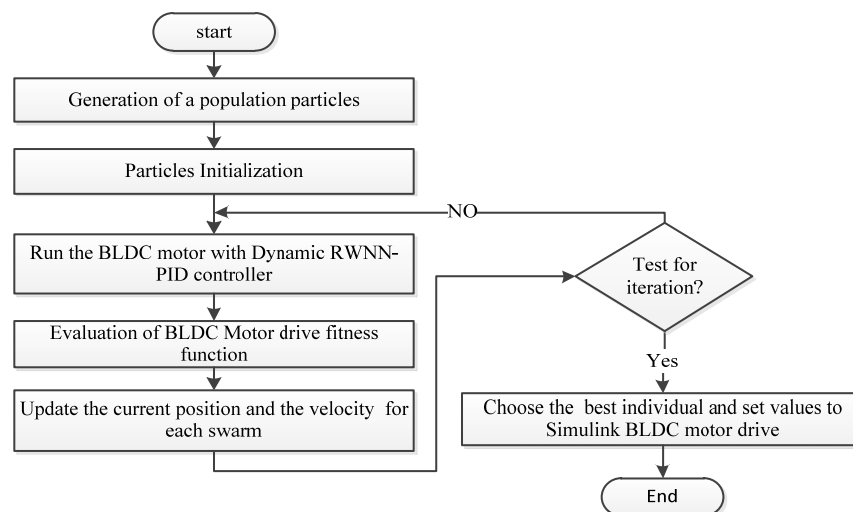 start
Generation of a population particles
Particles Initialization
NO
Run the BLDC motor with Dynamic RWNN-
PID controller
Test for
iteration?
Evaluation of BLDC Motor drive fitness
function
Yes
Update the current position and the velocity for
each swarm
Choose the best individual and set values to
Simulink BLDC motor drive
End